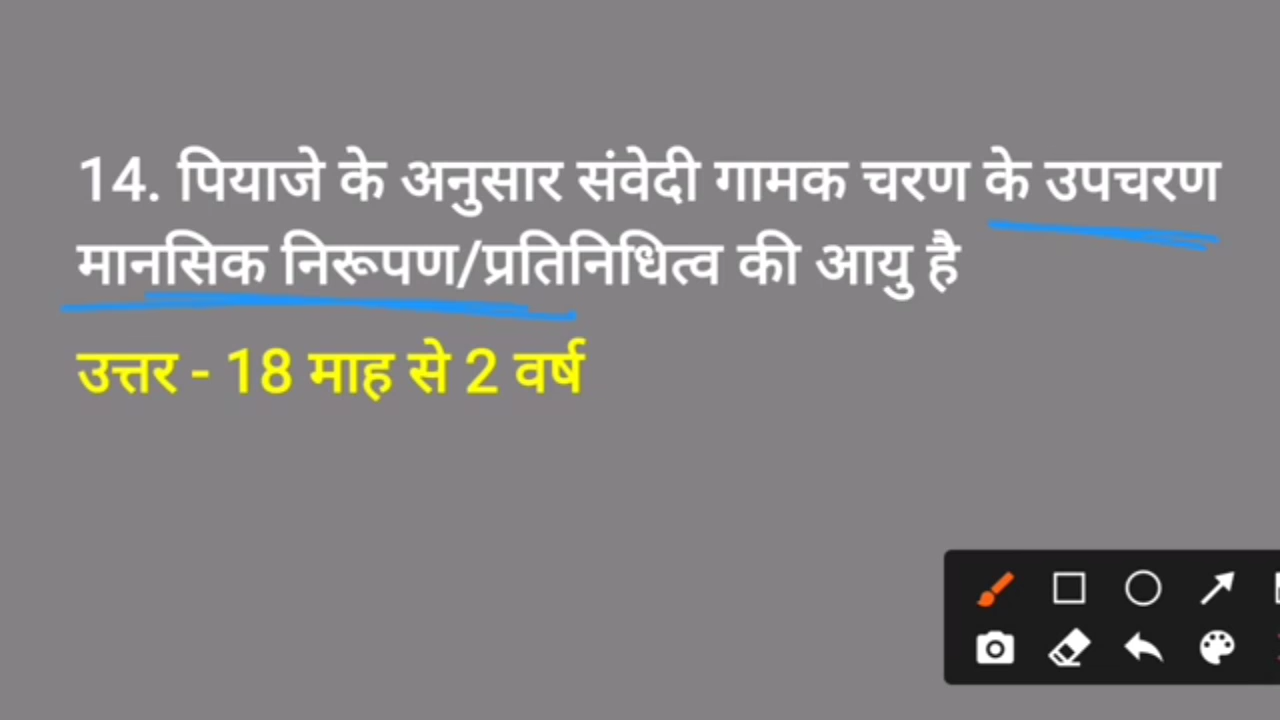 14. पियाजे के अनुसार संवेदी गामक चरण के उपचरण
मानसिक निरूपण/प्रतिनिधित्व की आयु है
उत्तर - 18 माह से 2 वर्ष